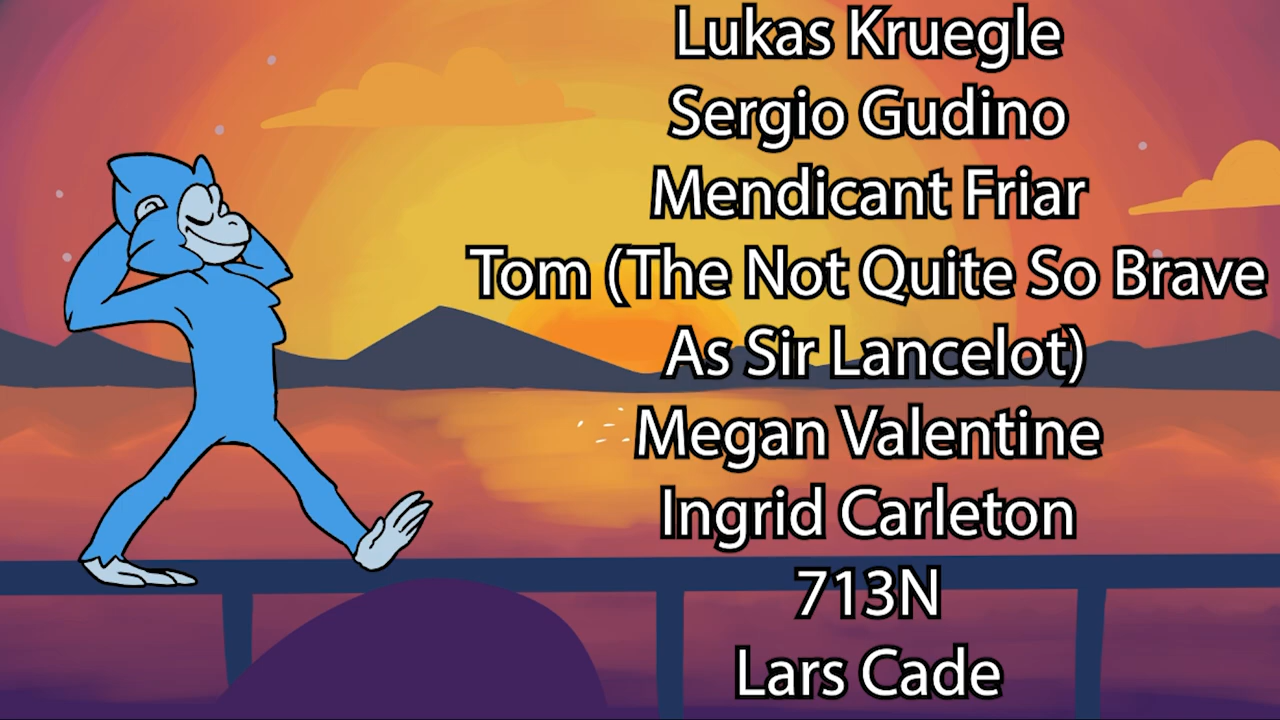 Lukas Kruegle
Sergio Gudino
Mendicant Friar
Tom (The Not Quite So Brave
As Sir Lancelot)
Megan Valentine
Ingrid Carleton
713N
Lars Cade